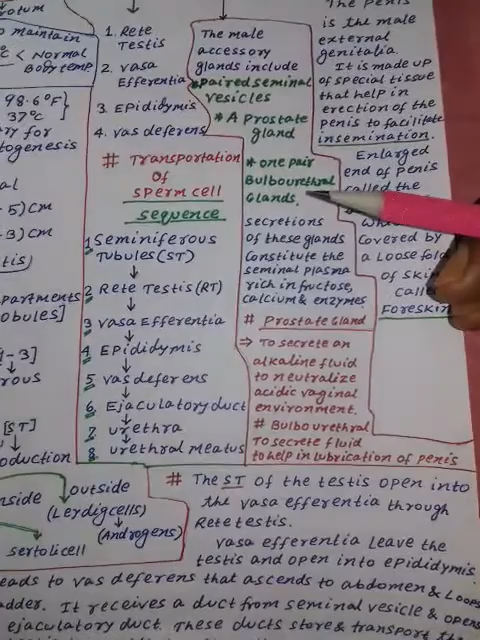 rotum
o maintain
°C < Normal
Body temp
98.6°F}
37°C}
ry for
togenesis
al
- 5) cm
- 3) cm
tis)
partments
obules]
[1-3]
rous
[ST]
↓
oduction
1. Rete
Testis
2. vasa
Efferentia
3. Epididymis
4. vas deferens
# Transportation
Of
sperm cell
sequence
1 Seminiferous
Tubules (ST)
↓
2 Rete Testis (RT)
↓
3 vasa Efferentia
↓
4 Epididymis
↓
5 vas deferens
↓
6. Ejaculatory duct
↓
7 urethra
↓
8 urethral meatus
The male
accessory
glands include
*paired seminal
vesicles
* A prostate
gland
* one pair
Bulbourethral
Glands.
secretions
of these glands
Constitute the
seminal plasma
rich in fuctose,
calcium & enzymes
# Prostate Gland
⇒ To secrete an
alkaline fluid
to neutralize
acidic vaginal
environment.
# Bulbourethral
To secrete fluid
to help in lubrication of penis
The penis
is the male
external
genitalia.
It is made up
of special tissue
that help in
erection of the
penis to facilitate
insemination.
Enlarged
end of penis
called the
Covered by
a Loose fold
of skin
Calle
Foreskin
nside
outside
(Leydigcells)
↓
(Androgens)
sertolicell
# The ST of the testis open into
the vasa efferentia through
Rete testis.
vasa efferentia leave the
testis and open into epididymis
eads to vas deferens that ascends to abdomen & Loops
adder. It receives a duct from seminal vesicle & opens
ejaculatory duct. These ducts store & transport the